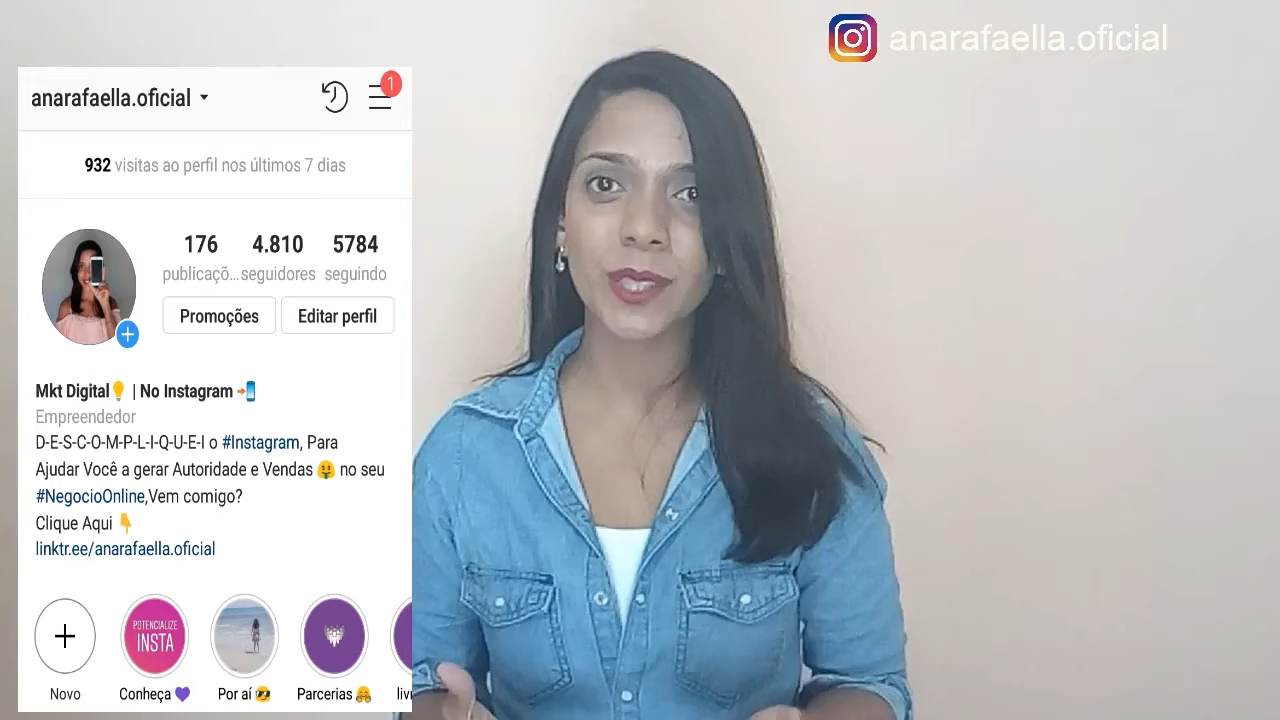 anarafaella.oficial
anarafaella.oficial
1
932 visitas ao perfil nos últimos 7 dias
176 4.810 5784
publicaçõ... seguidores seguindo
Promoções Editar perfil
Mkt Digital💡 | No Instagram 📲
Empreendedor
D-E-S-C-O-M-P-L-I-Q-U-E-I o #Instagram, Para
Ajudar Você a gerar Autoridade e Vendas 🤑 no seu
#NegocioOnline,Vem comigo?
Clique Aqui 👇
linktr.ee/anarafaella.oficial
POTENCIALIZE
INSTA
Novo Conheça 💜 Por aí 😎 Parcerias 🤗